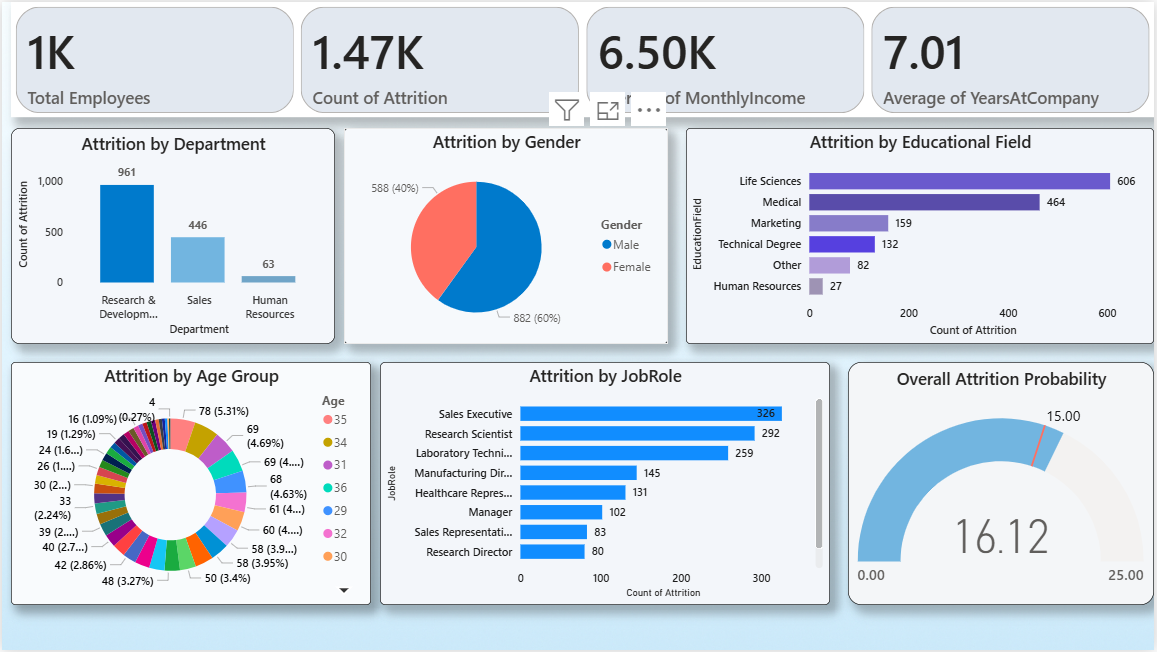 1K
Total Employees
1.47K
Count of Attrition
6.50K
of MonthlyIncome
7.01
Average of YearsAtCompany
Attrition by Department
Count of Attrition
1,000
500
0
961
446
63
Research &
Developm...
Sales
Human
Resources
Department
Attrition by Gender
588 (40%)
882 (60%)
Gender
Male
Female
Attrition by Educational Field
EducationField
Life Sciences 606
Medical 464
Marketing 159
Technical Degree 132
Other 82
Human Resources 27
0 200 400 600
Count of Attrition
Attrition by Age Group
4
(0.27%)
78 (5.31%)
69
(4.69%)
69 (4....)
68
(4.63%)
61 (4...)
60 (4....)
58 (3.9...)
58 (3.95%)
50 (3.4%)
48 (3.27%)
42 (2.86%)
40 (2.7...)
39 (2....)
33
(2.24%)
30 (2...)
26 (1....)
24 (1.6...)
19 (1.29%)
16 (1.09%)
Age
35
34
31
36
29
32
30
Attrition by JobRole
JobRole
Sales Executive 326
Research Scientist 292
Laboratory Techni... 259
Manufacturing Dir... 145
Healthcare Repres... 131
Manager 102
Sales Representati... 83
Research Director 80
0 100 200 300
Count of Attrition
Overall Attrition Probability
15.00
16.12
0.00
25.00